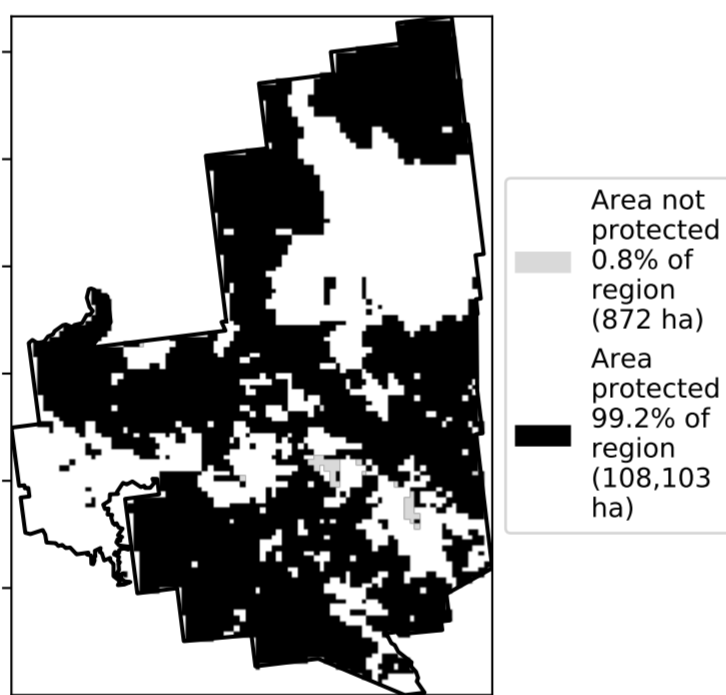 Area not
protected
0.8% of
region
(872 ha)
Area
protected
99.2% of
region
(108,103
ha)